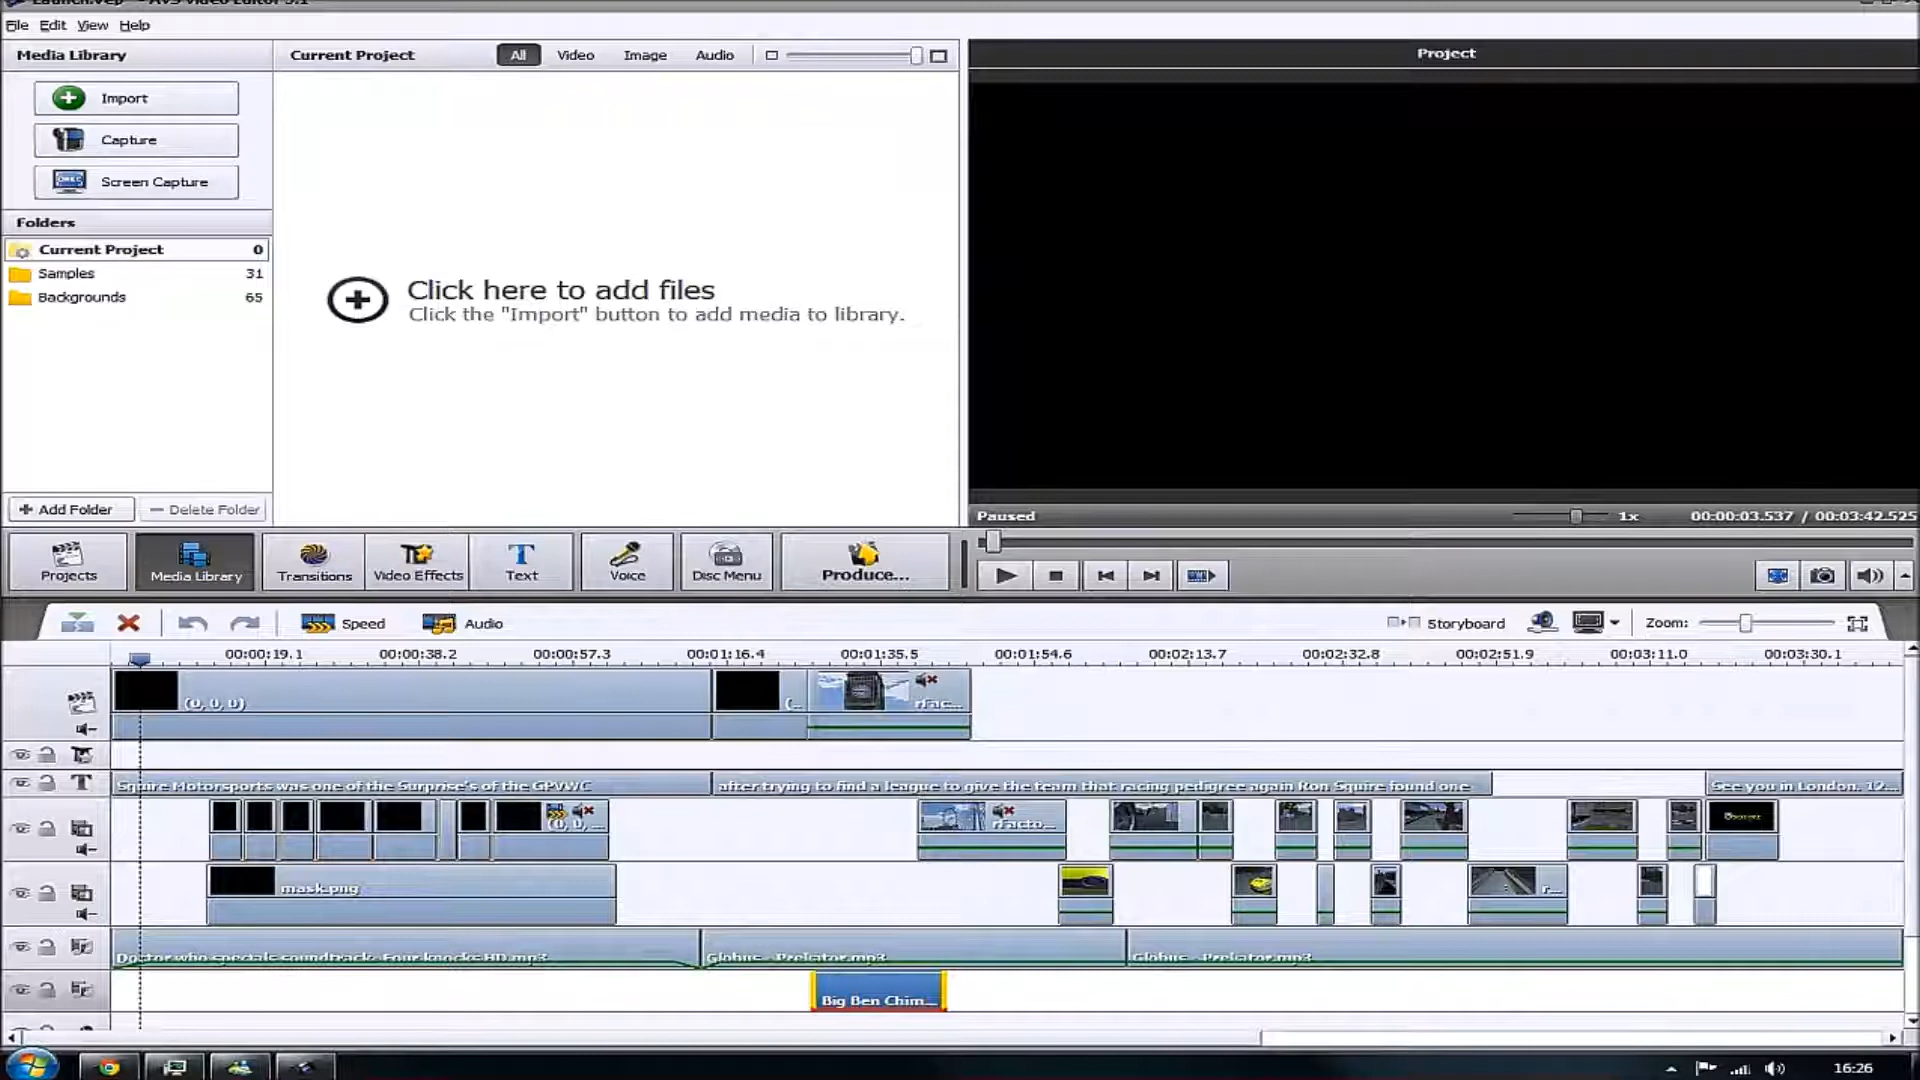 File Edit View Help
Media Library
Current Project
All Video Image Audio
Project
Import
Capture
Screen Capture
Folders
Current Project 0
Samples 31
Backgrounds 65
Click here to add files
Click the "Import" button to add media to library.
Add Folder
Delete Folder
Paused
1x
00:00:03.537 / 00:03:42.525
Projects
Media Library
Transitions
Video Effects
Text
Voice
Disc Menu
Produce...
Speed
Audio
Storyboard
Zoom:
00:00:19.1 00:00:38.2 00:00:57.3 00:01:16.4 00:01:35.5 00:01:54.6 00:02:13.7 00:02:32.8 00:02:51.9 00:03:11.0 00:03:30.1
(0, 0, 0)
(...
rFac...
Squire Motorsports was one of the Surprise's of the GPVWC
after trying to find a league to give the team that racing pedigree again Ron Squire found one
See you in London. 12...
(0, 0, ...
rFacto...
mask.png
r...
Doctor who specials soundtrack- Four knocks HD.mp3
Globus - Preliator.mp3
Globus - Preliator.mp3
Big Ben Chim...
16:26